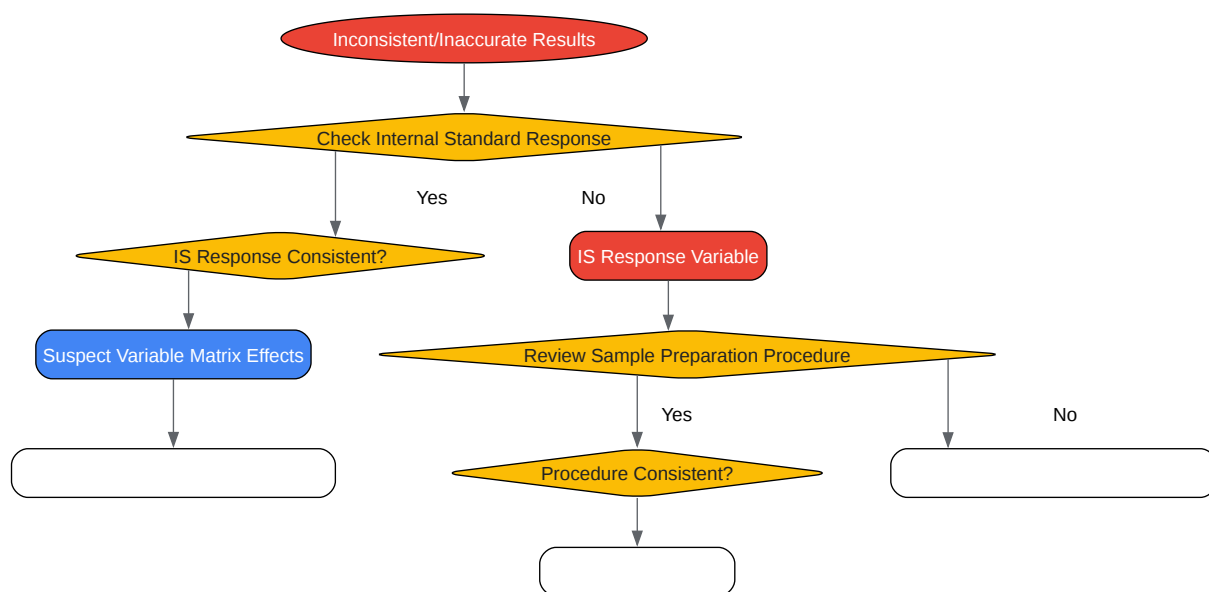 Inconsistent/Inaccurate Results
Check Internal Standard Response
Yes
No
IS Response Consistent?
IS Response Variable
Suspect Variable Matrix Effects
Review Sample Preparation Procedure
Yes
No
Procedure Consistent?